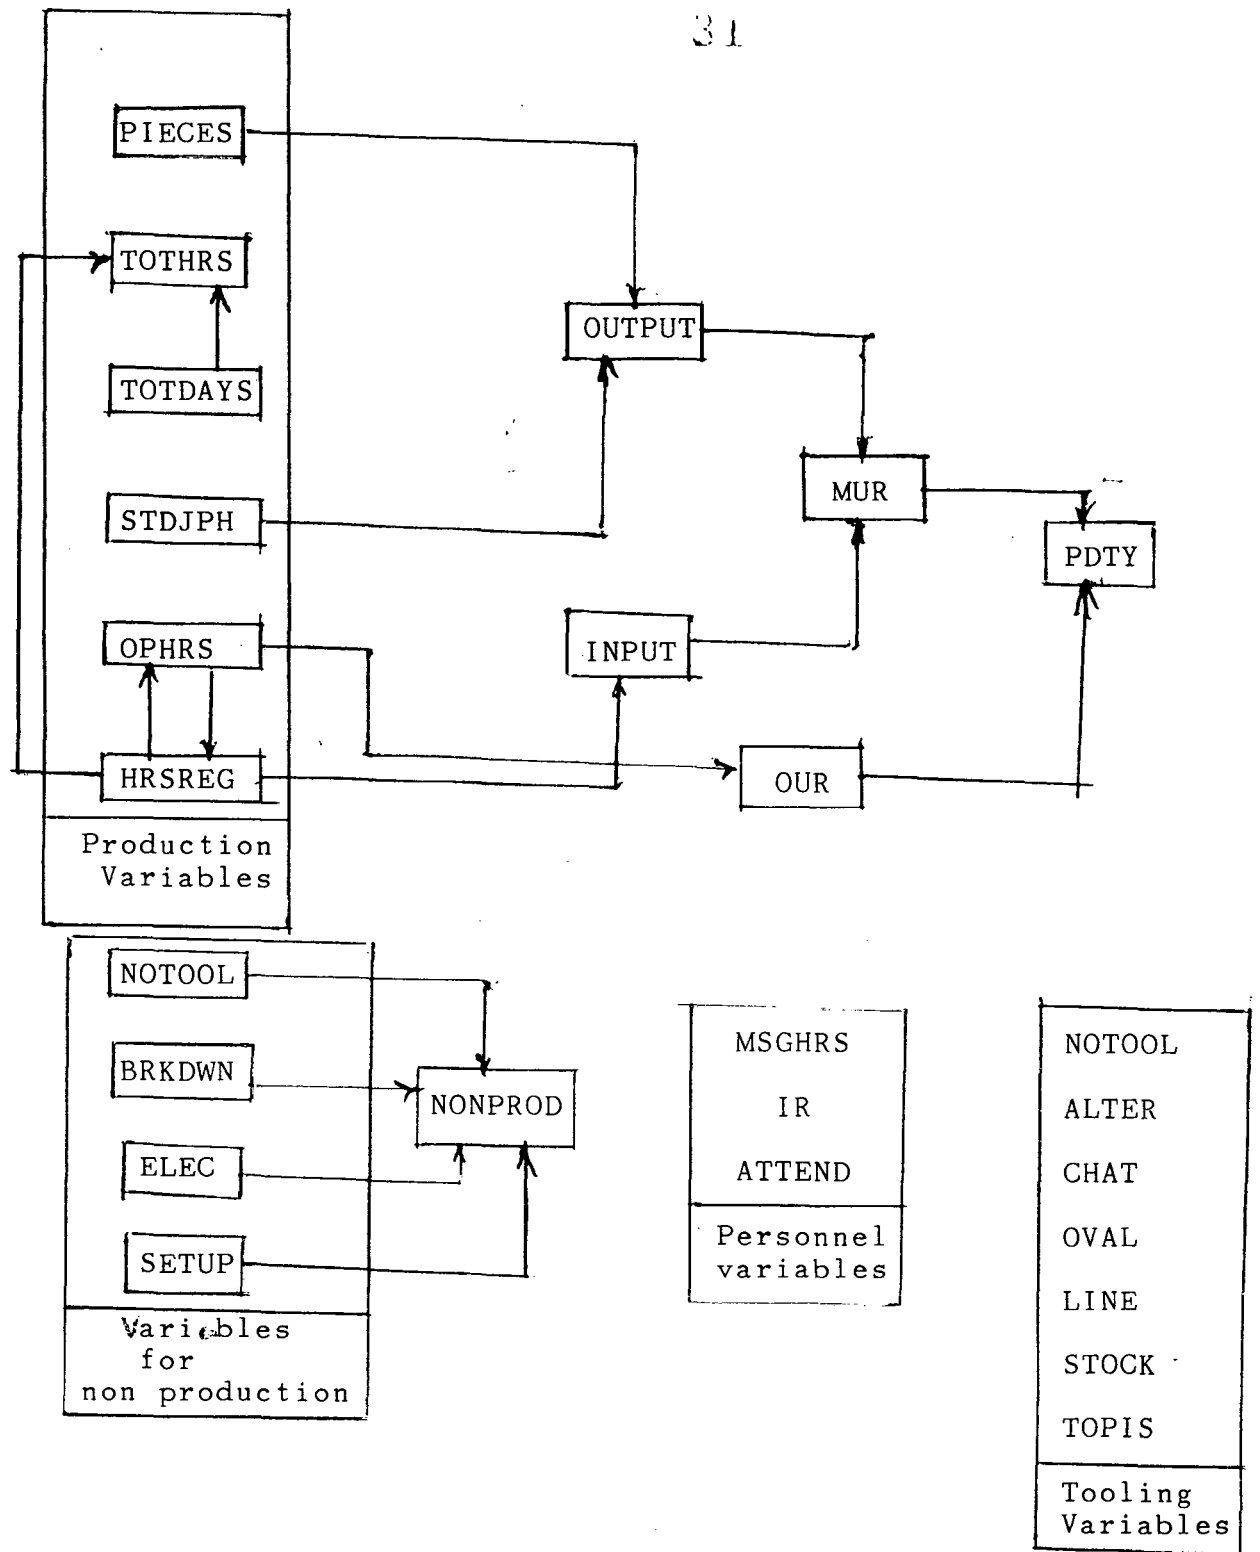 31
PIECES
TOTHRS
TOTDAYS
STDJPH
OPHRS
HRSREG
Production
Variables
OUTPUT
INPUT
MUR
OUR
PDTY
NOTOOL
BRKDWN
ELEC
SETUP
Variables
for
non production
NONPROD
MSGHRS
IR
ATTEND
Personnel
variables
NOTOOL
ALTER
CHAT
OVAL
LINE
STOCK
TOPIS
Tooling
Variables